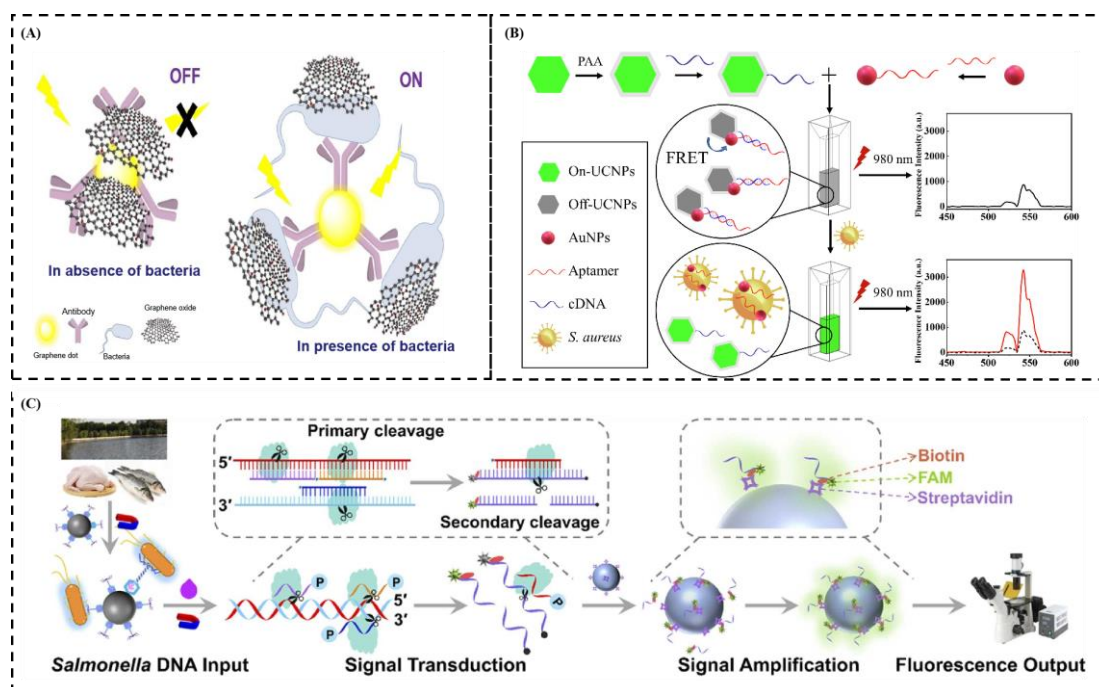 (A)
OFF
ON
In absence of bacteria
In presence of bacteria
Antibody
Graphene oxide
Graphene dot
Bacteria
(B)
PAA
FRET
On-UCNPs
Off-UCNPs
AuNPs
Aptamer
cDNA
S. aureus
980 nm
Fluorescence Intensity (a.u.)
3000
2000
1000
0
450 500 550 600
980 nm
Fluorescence Intensity (a.u.)
3000
2000
1000
0
450 500 550 600
(C)
Primary cleavage
5′
3′
Secondary cleavage
Biotin
FAM
Streptavidin
P
P
5′
3′
P
P
Salmonella DNA Input
Signal Transduction
Signal Amplification
Fluorescence Output